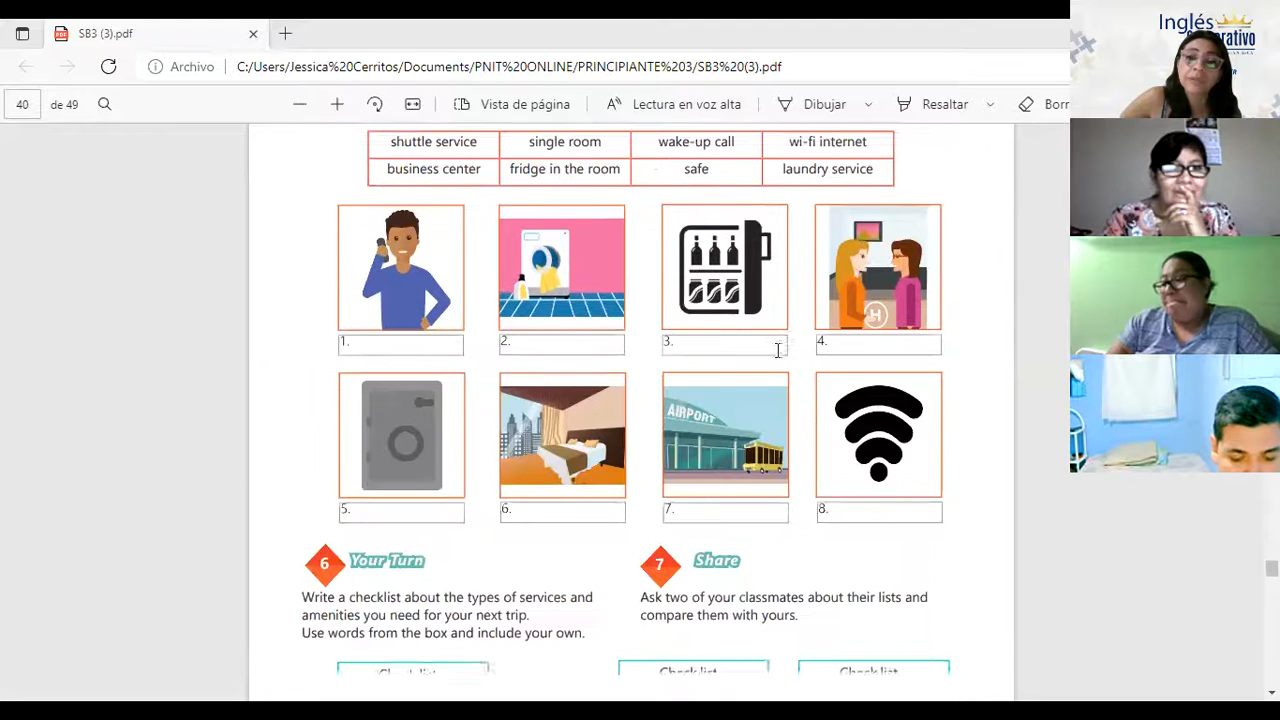 SB3 (3).pdf
Archivo
C:/Users/Jessica%20Cerritos/Documents/PNIT%20ONLINE/PRINCIPIANTE%203/SB3%20(3).pdf
40 de 49
Vista de página
Lectura en voz alta
Dibujar
Resaltar
Borr
Inglés
shuttle service single room wake-up call wi-fi internet
business center fridge in the room safe laundry service
H
1. 2. 3. 4.
AIRPORT
5. 6. 7. 8.
6 Your Turn
Write a checklist about the types of services and
amenities you need for your next trip.
Use words from the box and include your own.
7 Share
Ask two of your classmates about their lists and
compare them with yours.
Check list Check list